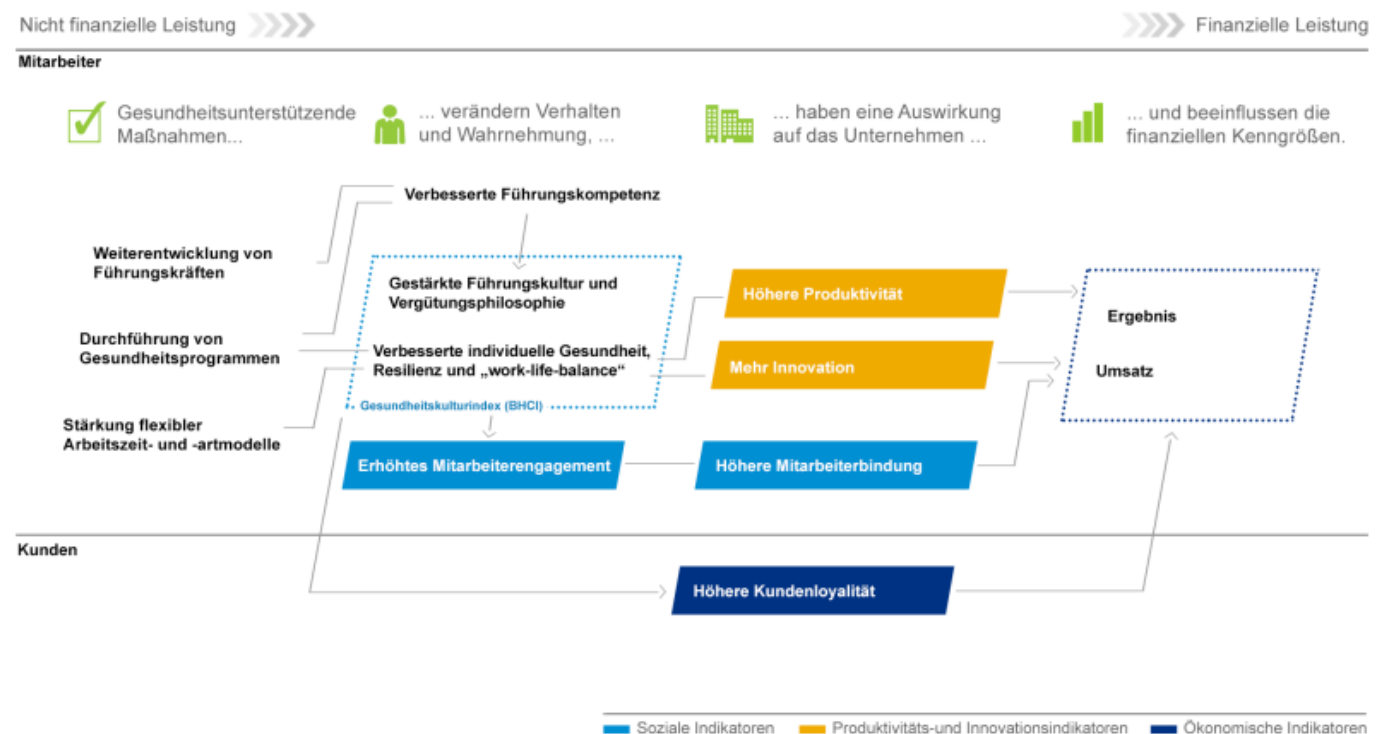 Nicht finanzielle Leistung
Finanzielle Leistung
Mitarbeiter
Gesundheitsunterstützende
Maßnahmen...
... verändern Verhalten
und Wahrnehmung, ...
... haben eine Auswirkung
auf das Unternehmen ...
... und beeinflussen die
finanziellen Kenngrößen.
Verbesserte Führungskompetenz
Weiterentwicklung von
Führungskräften
Gestärkte Führungskultur und
Vergütungsphilosophie
Höhere Produktivität
Ergebnis
Durchführung von
Gesundheitsprogrammen
Verbesserte individuelle Gesundheit,
Resilienz und „work-life-balance“
Mehr Innovation
Umsatz
Gesundheitskulturindex (BHCI)
Stärkung flexibler
Arbeitszeit- und -artmodelle
Erhöhtes Mitarbeiterengagement
Höhere Mitarbeiterbindung
Kunden
Höhere Kundenloyalität
Soziale Indikatoren
Produktivitäts-und Innovationsindikatoren
Ökonomische Indikatoren